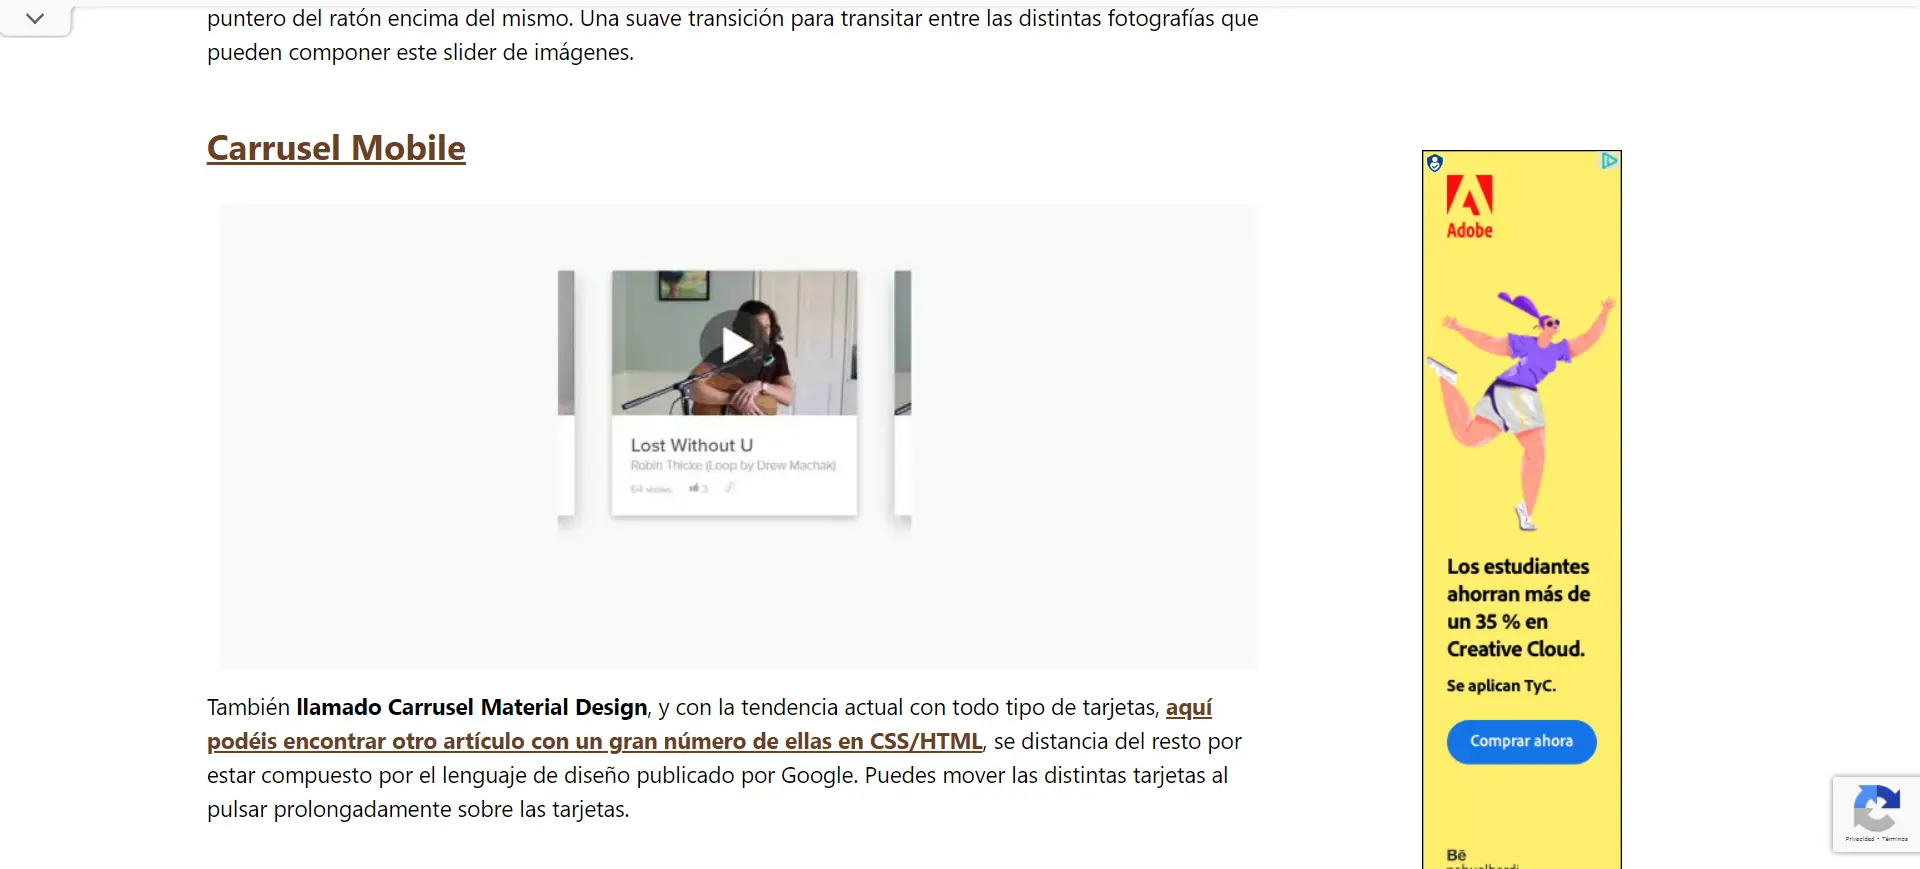 puntero del ratón encima del mismo. Una suave transición para transitar entre las distintas fotografías que
pueden componer este slider de imágenes.
Carrusel Mobile
Lost Without U
Robin Thicke (Loop by Drew Machak)
64 views
3
También llamado Carrusel Material Design, y con la tendencia actual con todo tipo de tarjetas, aquí
podéis encontrar otro artículo con un gran número de ellas en CSS/HTML, se distancia del resto por
estar compuesto por el lenguaje de diseño publicado por Google. Puedes mover las distintas tarjetas al
pulsar prolongadamente sobre las tarjetas.
Adobe
Los estudiantes
ahorran más de
un 35 % en
Creative Cloud.
Se aplican TyC.
Comprar ahora
Bē
Privacidad - Términos